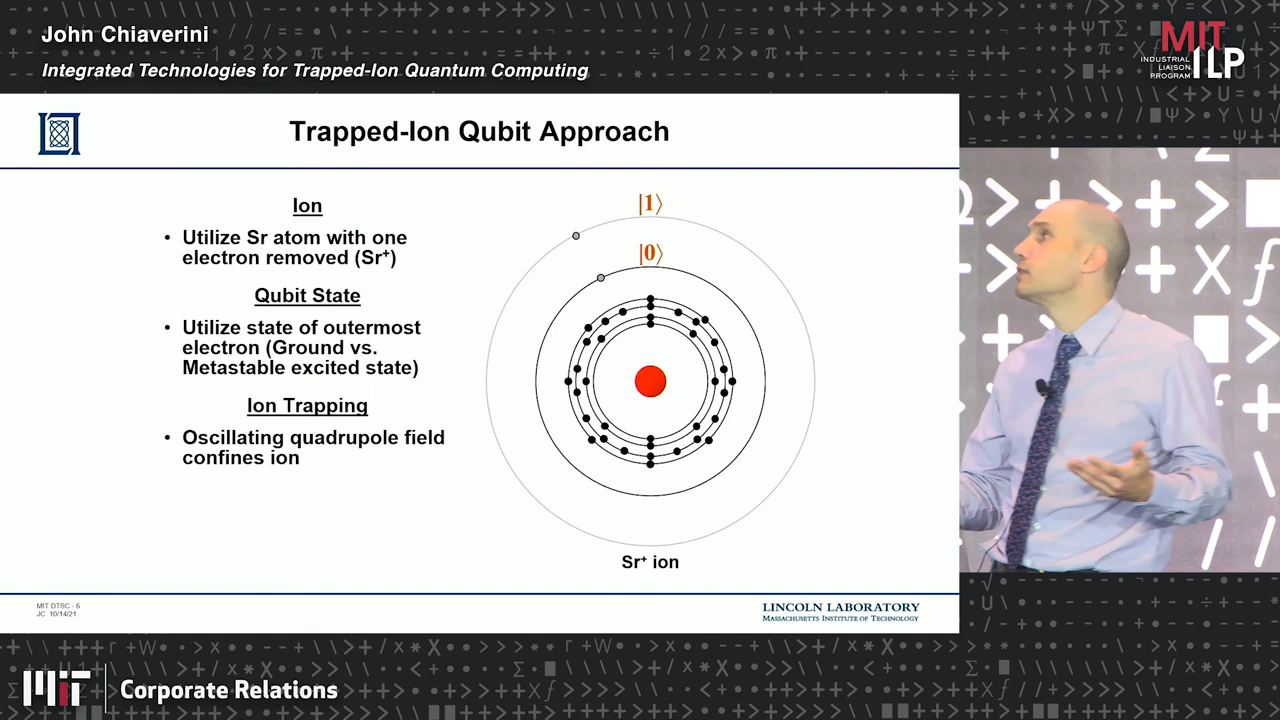 John Chiaverini
Integrated Technologies for Trapped-Ion Quantum Computing
MIT
INDUSTRIAL
LIAISON
PROGRAM
ILP
Trapped-Ion Qubit Approach
Ion
• Utilize Sr atom with one
electron removed (Sr⁺)
Qubit State
• Utilize state of outermost
electron (Ground vs.
Metastable excited state)
Ion Trapping
• Oscillating quadrupole field
confines ion
|1⟩
|0⟩
Sr⁺ ion
MIT DTSC - 6
JC 10/14/21
LINCOLN LABORATORY
MASSACHUSETTS INSTITUTE OF TECHNOLOGY
MIT
Corporate Relations